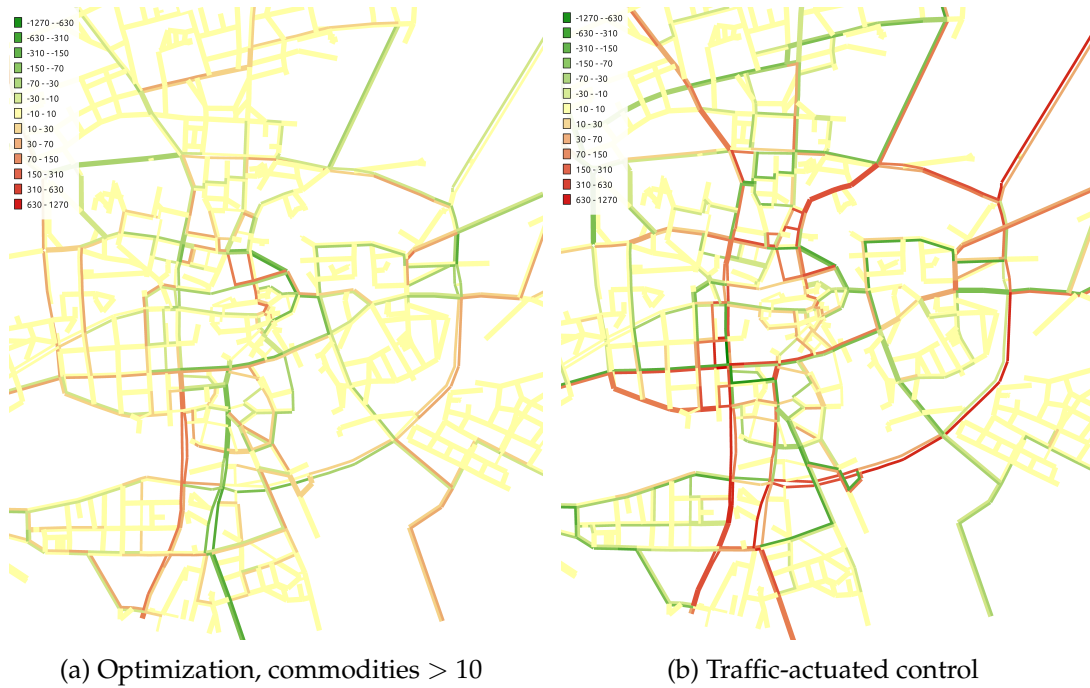 -1270 - -630
-630 - -310
-310 - -150
-150 - -70
-70 - -30
-30 - -10
-10 - 10
10 - 30
30 - 70
70 - 150
150 - 310
310 - 630
630 - 1270
-1270 - -630
-630 - -310
-310 - -150
-150 - -70
-70 - -30
-30 - -10
-10 - 10
10 - 30
30 - 70
70 - 150
150 - 310
310 - 630
630 - 1270
(a) Optimization, commodities > 10
(b) Traffic-actuated control